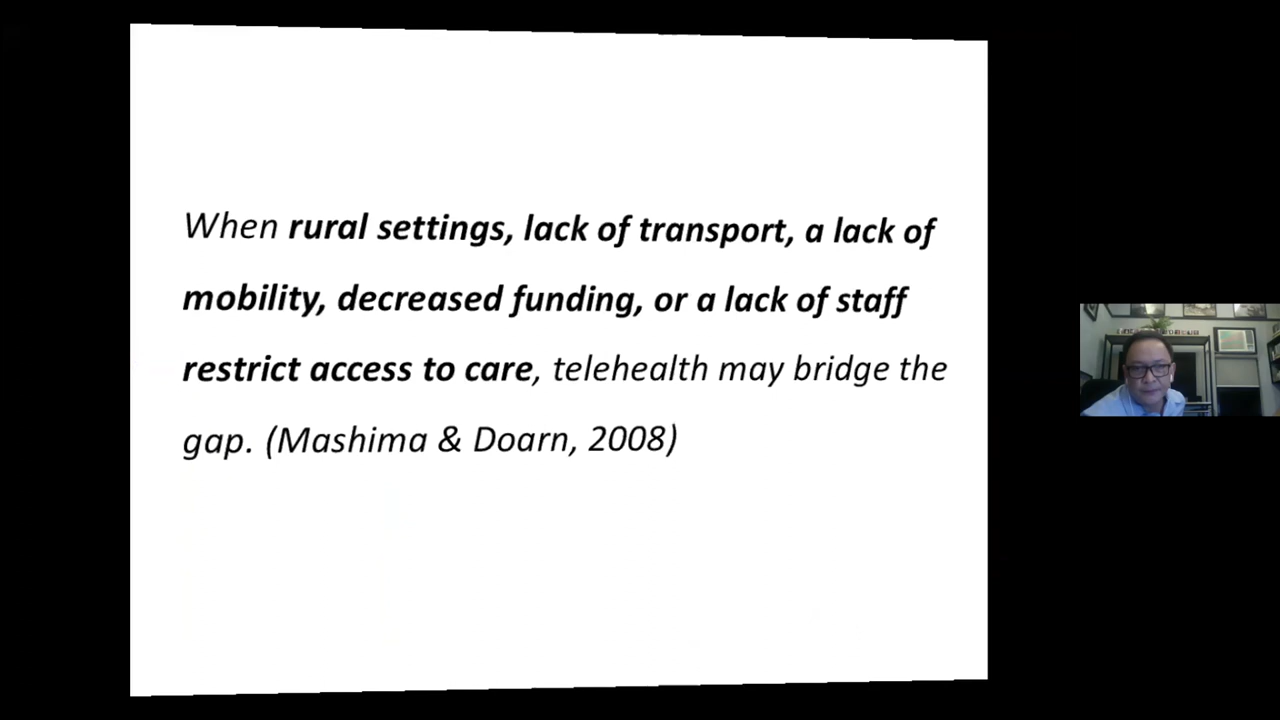 When rural settings, lack of transport, a lack of
mobility, decreased funding, or a lack of staff
restrict access to care, telehealth may bridge the
gap. (Mashima & Doarn, 2008)